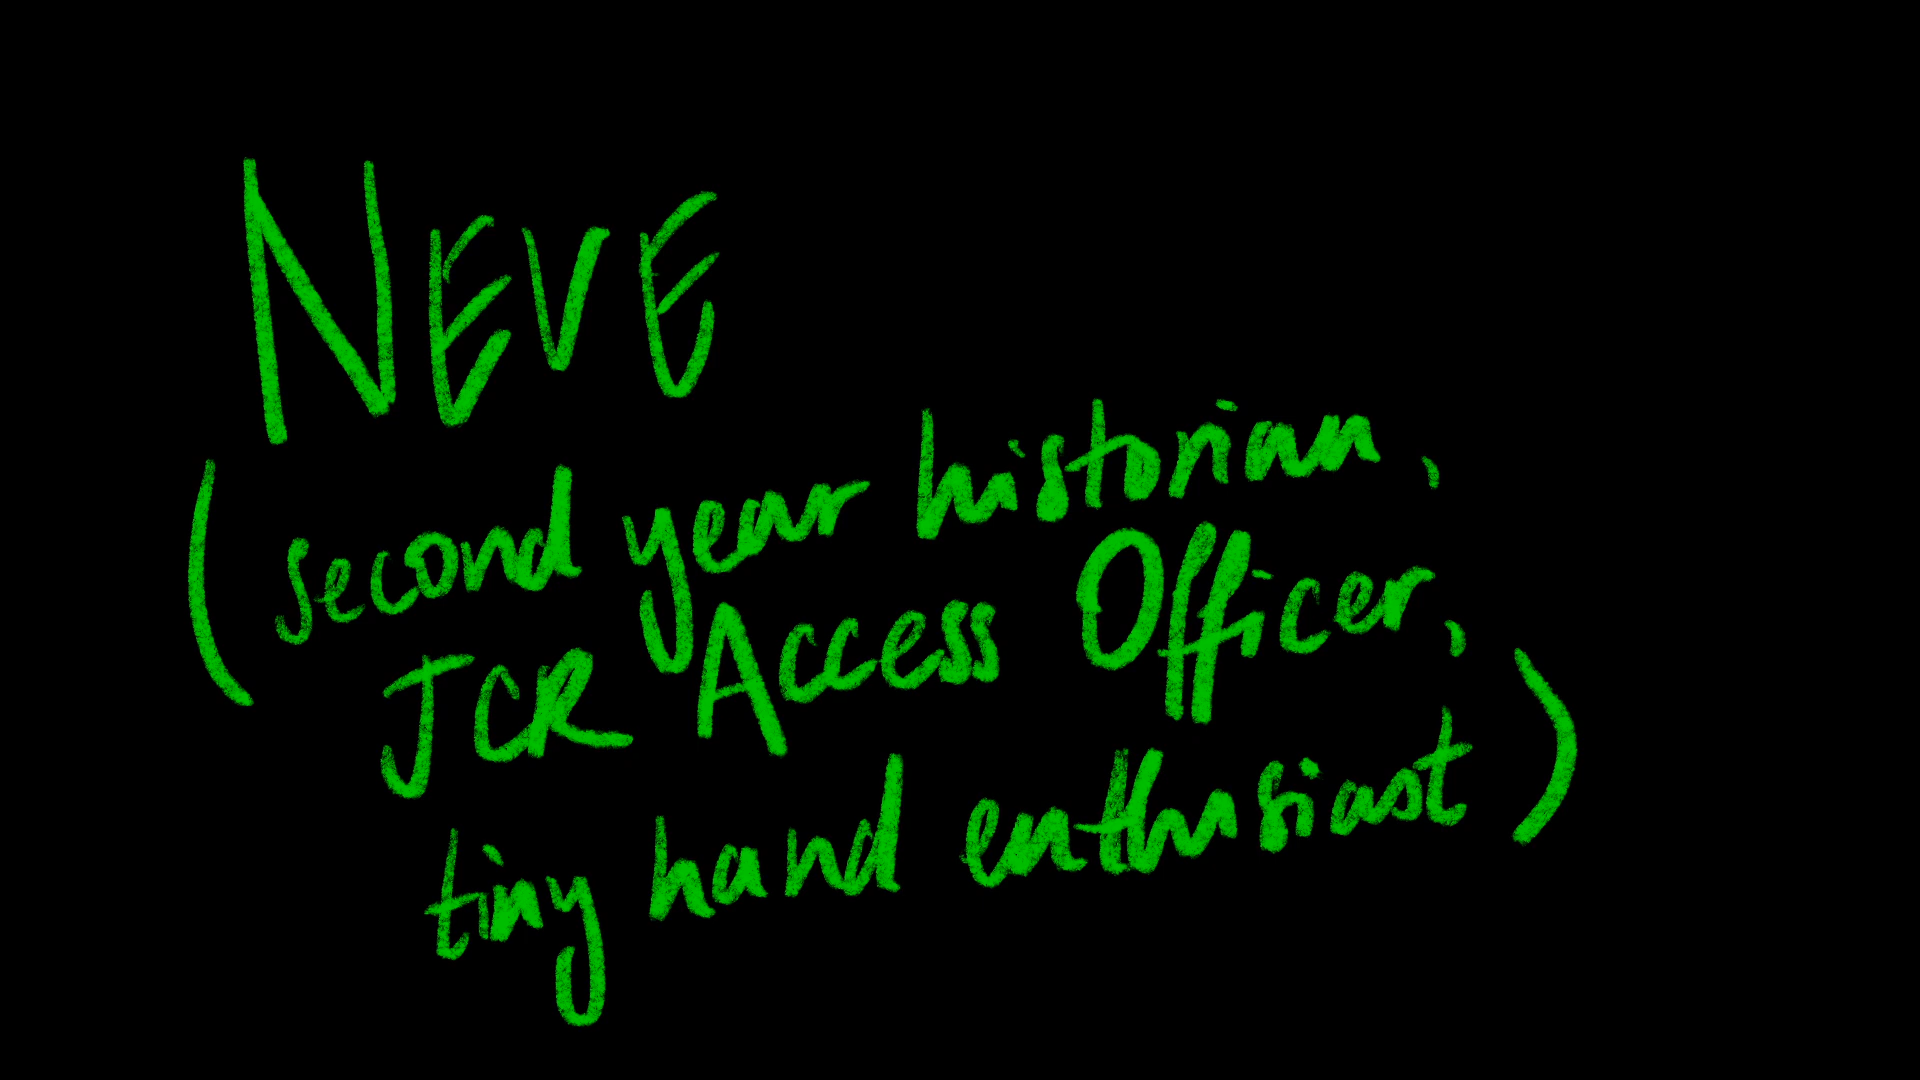 NEVE
(second year historian,
JCR Access Officer,
tiny hand enthusiast)